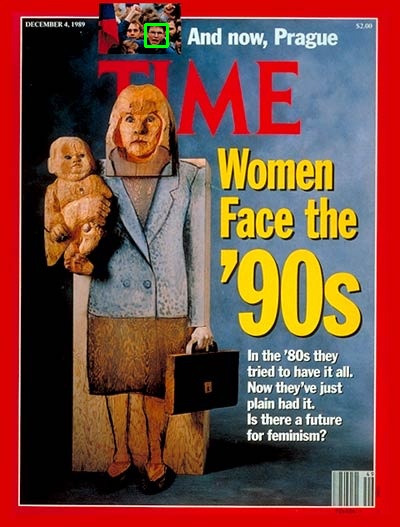 DECEMBER 4, 1989
And now, Prague
$2.00
TIME
Women
Face the
'90s
In the '80s they
tried to have it all.
Now they've just
plain had it.
Is there a future
for feminism?